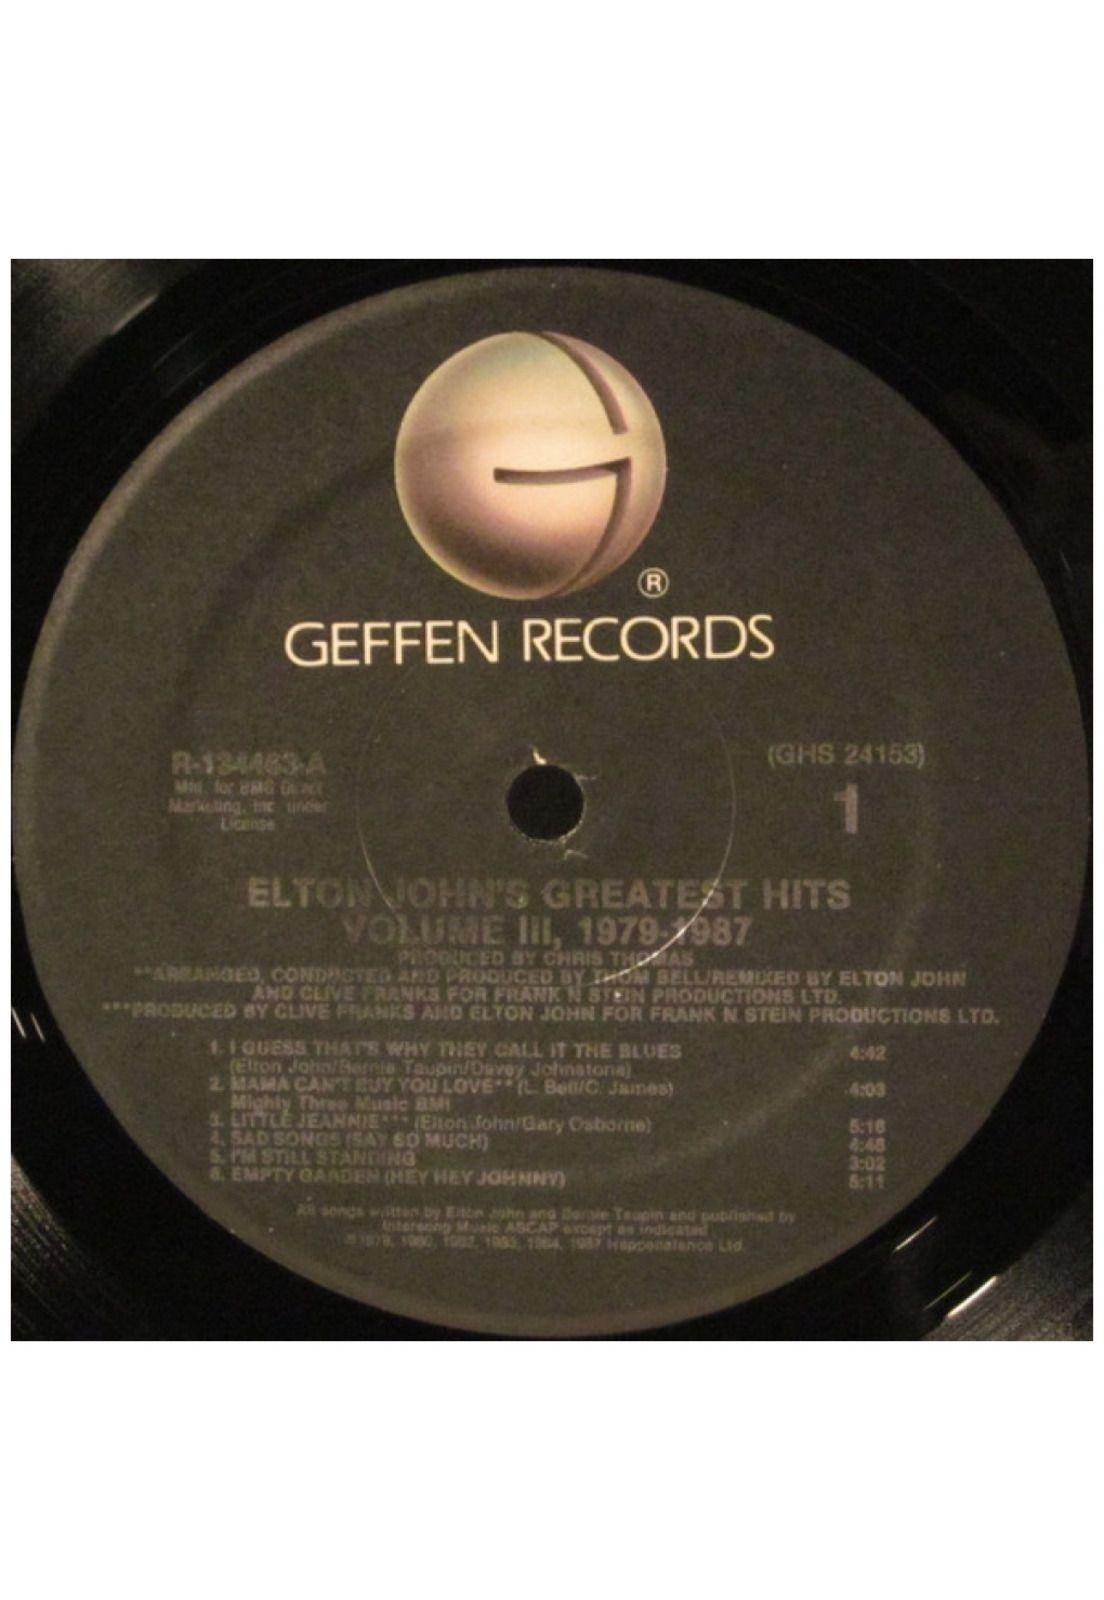 ®
GEFFEN RECORDS
R-134463-A
Mfd. for BMG Direct
Marketing, Inc. under
License
(GHS 24153)
1
ELTON JOHN'S GREATEST HITS
VOLUME III, 1979-1987
PRODUCED BY CHRIS THOMAS
**ARRANGED, CONDUCTED AND PRODUCED BY THOM BELL/REMIXED BY ELTON JOHN
AND CLIVE FRANKS FOR FRANK N STEIN PRODUCTIONS LTD.
***PRODUCED BY CLIVE FRANKS AND ELTON JOHN FOR FRANK N STEIN PRODUCTIONS LTD.
1. I GUESS THAT'S WHY THEY CALL IT THE BLUES 4:42
(Elton John/Bernie Taupin/Davey Johnstone)
2. MAMA CAN'T BUY YOU LOVE** (L. Bell/C. James) 4:03
Mighty Three Music BMI
3. LITTLE JEANNIE*** (Elton John/Gary Osborne) 5:16
4. SAD SONGS (SAY SO MUCH) 4:46
5. I'M STILL STANDING 3:02
6. EMPTY GARDEN (HEY HEY JOHNNY) 5:11
All songs written by Elton John and Bernie Taupin and published by
Intersong Music ASCAP except as indicated
1979, 1980, 1982, 1983, 1984, 1987 Happenstance Ltd.